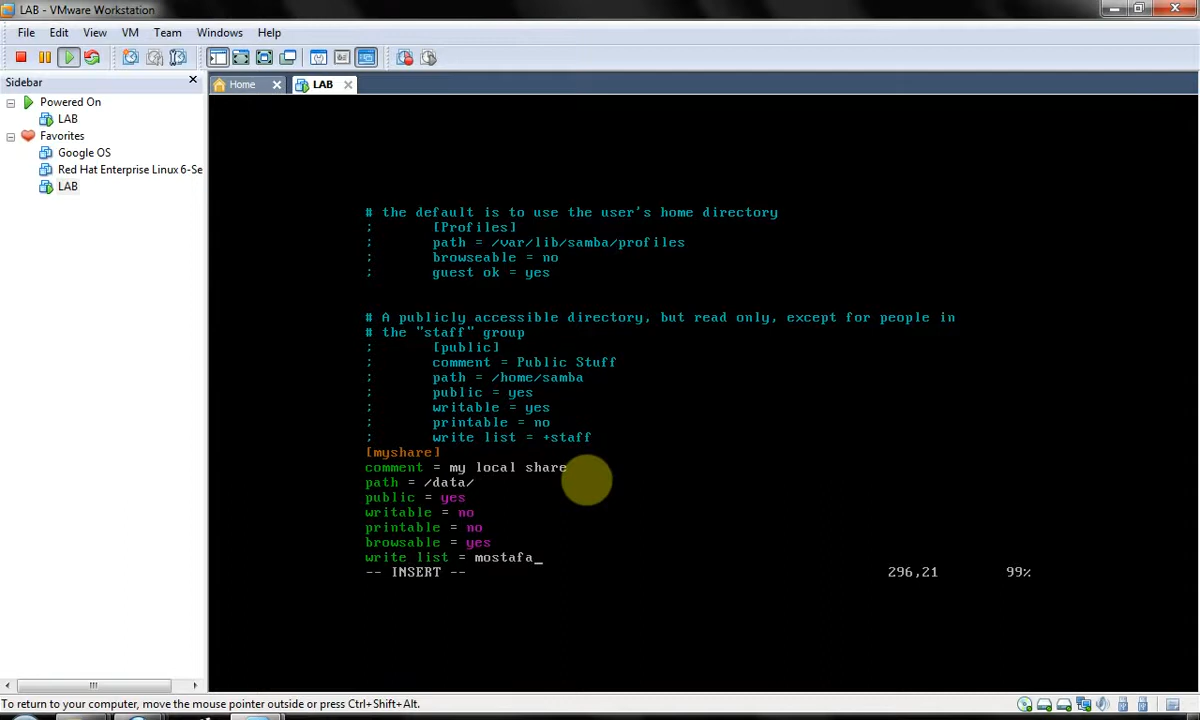 LAB - VMware Workstation
File Edit View VM Team Windows Help
Sidebar
Home LAB
Powered On
LAB
Favorites
Google OS
Red Hat Enterprise Linux 6-Se
LAB
# the default is to use the user's home directory
; [Profiles]
; path = /var/lib/samba/profiles
; browseable = no
; guest ok = yes
# A publicly accessible directory, but read only, except for people in
# the "staff" group
; [public]
; comment = Public Stuff
; path = /home/samba
; public = yes
; writable = yes
; printable = no
; write list = +staff
[myshare]
comment = my local share
path = /data/
public = yes
writable = no
printable = no
browsable = yes
write list = mostafa_
-- INSERT -- 296,21 99%
To return to your computer, move the mouse pointer outside or press Ctrl+Shift+Alt.